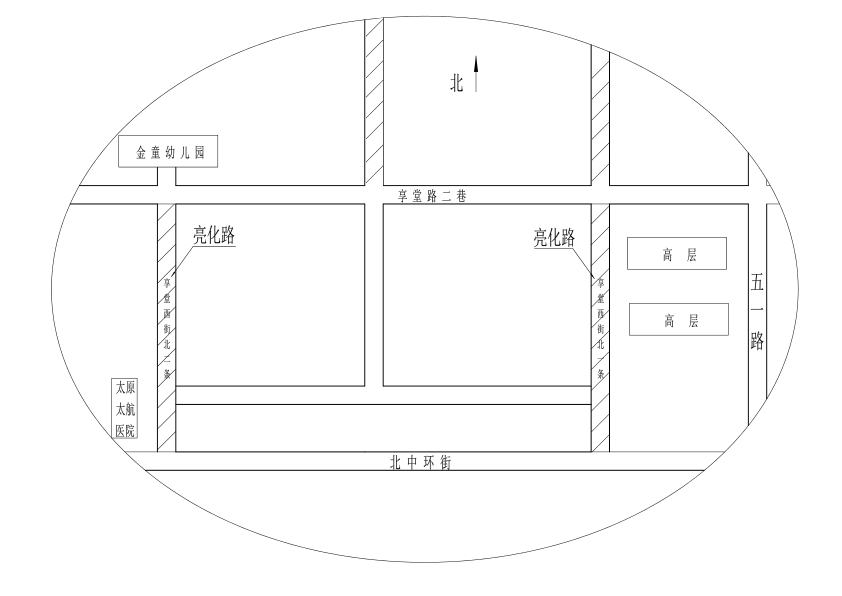 北
金童幼儿园
享堂路二巷
亮化路
亮化路
高 层
享堂西街北二条
享堂西街北一条
五一路
高 层
太原
太航
医院
北中环街